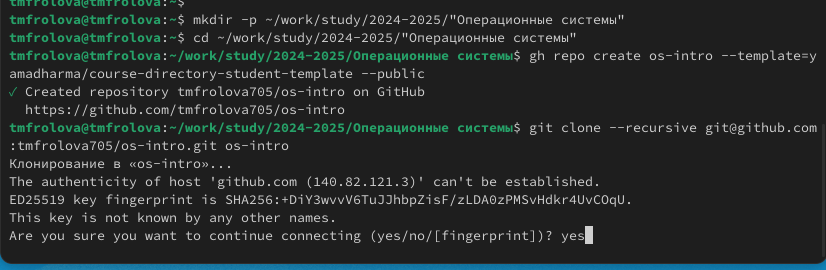 tmfrolova@tmfrolova:~$
tmfrolova@tmfrolova:~$ mkdir -p ~/work/study/2024-2025/"Операционные системы"
tmfrolova@tmfrolova:~$ cd ~/work/study/2024-2025/"Операционные системы"
tmfrolova@tmfrolova:~/work/study/2024-2025/Операционные системы$ gh repo create os-intro --template=y
amadharma/course-directory-student-template --public
✓ Created repository tmfrolova705/os-intro on GitHub
  https://github.com/tmfrolova705/os-intro
tmfrolova@tmfrolova:~/work/study/2024-2025/Операционные системы$ git clone --recursive git@github.com
:tmfrolova705/os-intro.git os-intro
Клонирование в «os-intro»...
The authenticity of host 'github.com (140.82.121.3)' can't be established.
ED25519 key fingerprint is SHA256:+DiY3wvvV6TuJJhbpZisF/zLDA0zPMSvHdkr4UvCOqU.
This key is not known by any other names.
Are you sure you want to continue connecting (yes/no/[fingerprint])? yes